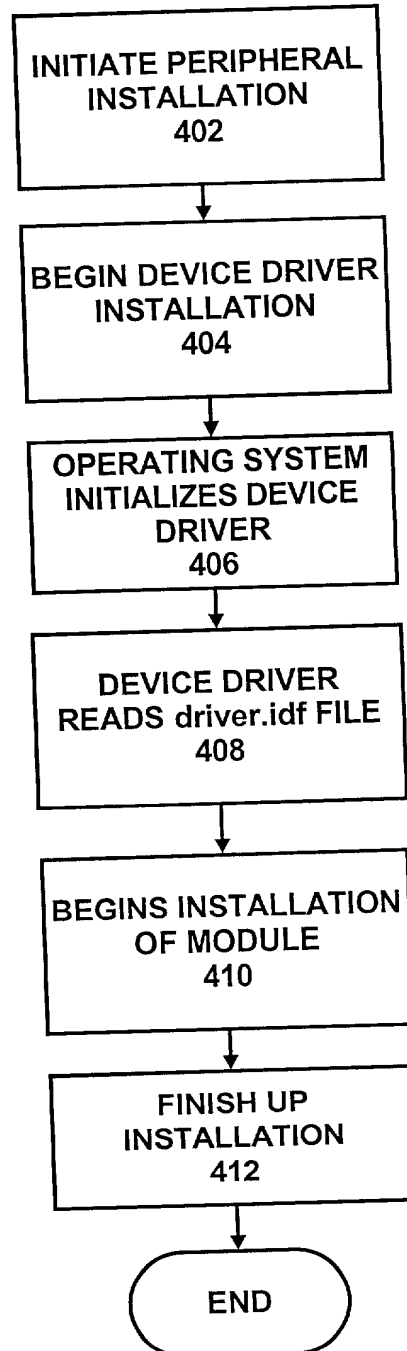 INITIATE PERIPHERAL
INSTALLATION
402
BEGIN DEVICE DRIVER
INSTALLATION
404
OPERATING SYSTEM
INITIALIZES DEVICE
DRIVER
406
DEVICE DRIVER
READS driver.idf FILE
408
BEGINS INSTALLATION
OF MODULE
410
FINISH UP
INSTALLATION
412
END